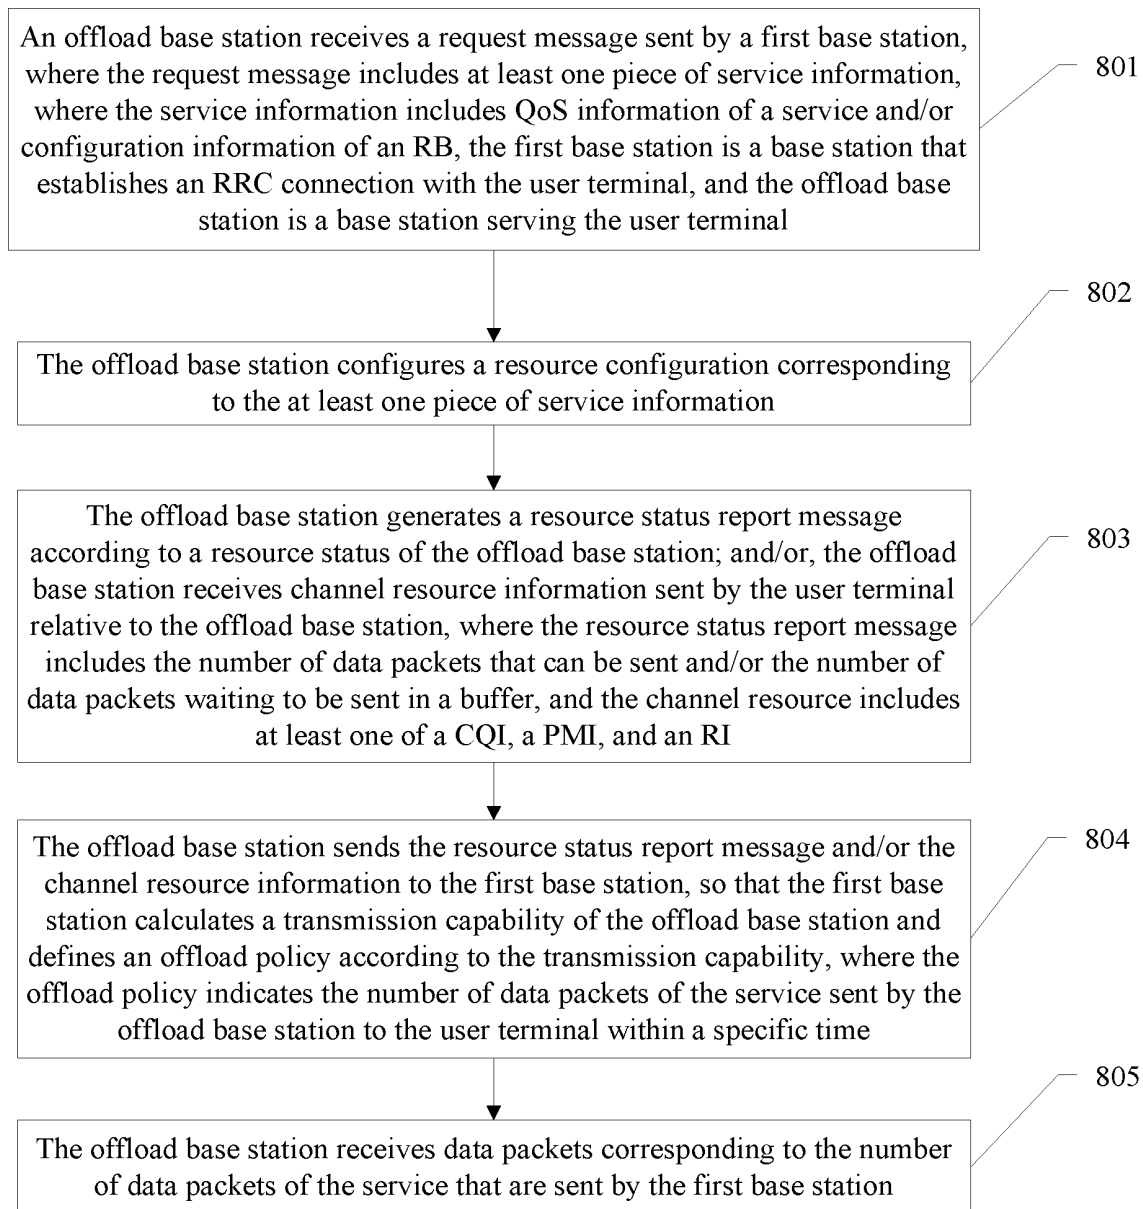 An offload base station receives a request message sent by a first base station,
where the request message includes at least one piece of service information,
where the service information includes QoS information of a service and/or
configuration information of an RB, the first base station is a base station that
establishes an RRC connection with the user terminal, and the offload base
station is a base station serving the user terminal
801
802
The offload base station configures a resource configuration corresponding
to the at least one piece of service information
The offload base station generates a resource status report message
according to a resource status of the offload base station; and/or, the offload
base station receives channel resource information sent by the user terminal
relative to the offload base station, where the resource status report message
includes the number of data packets that can be sent and/or the number of
data packets waiting to be sent in a buffer, and the channel resource includes
at least one of a CQI, a PMI, and an RI
803
The offload base station sends the resource status report message and/or the
channel resource information to the first base station, so that the first base
station calculates a transmission capability of the offload base station and
defines an offload policy according to the transmission capability, where the
offload policy indicates the number of data packets of the service sent by the
offload base station to the user terminal within a specific time
804
805
The offload base station receives data packets corresponding to the number
of data packets of the service that are sent by the first base station